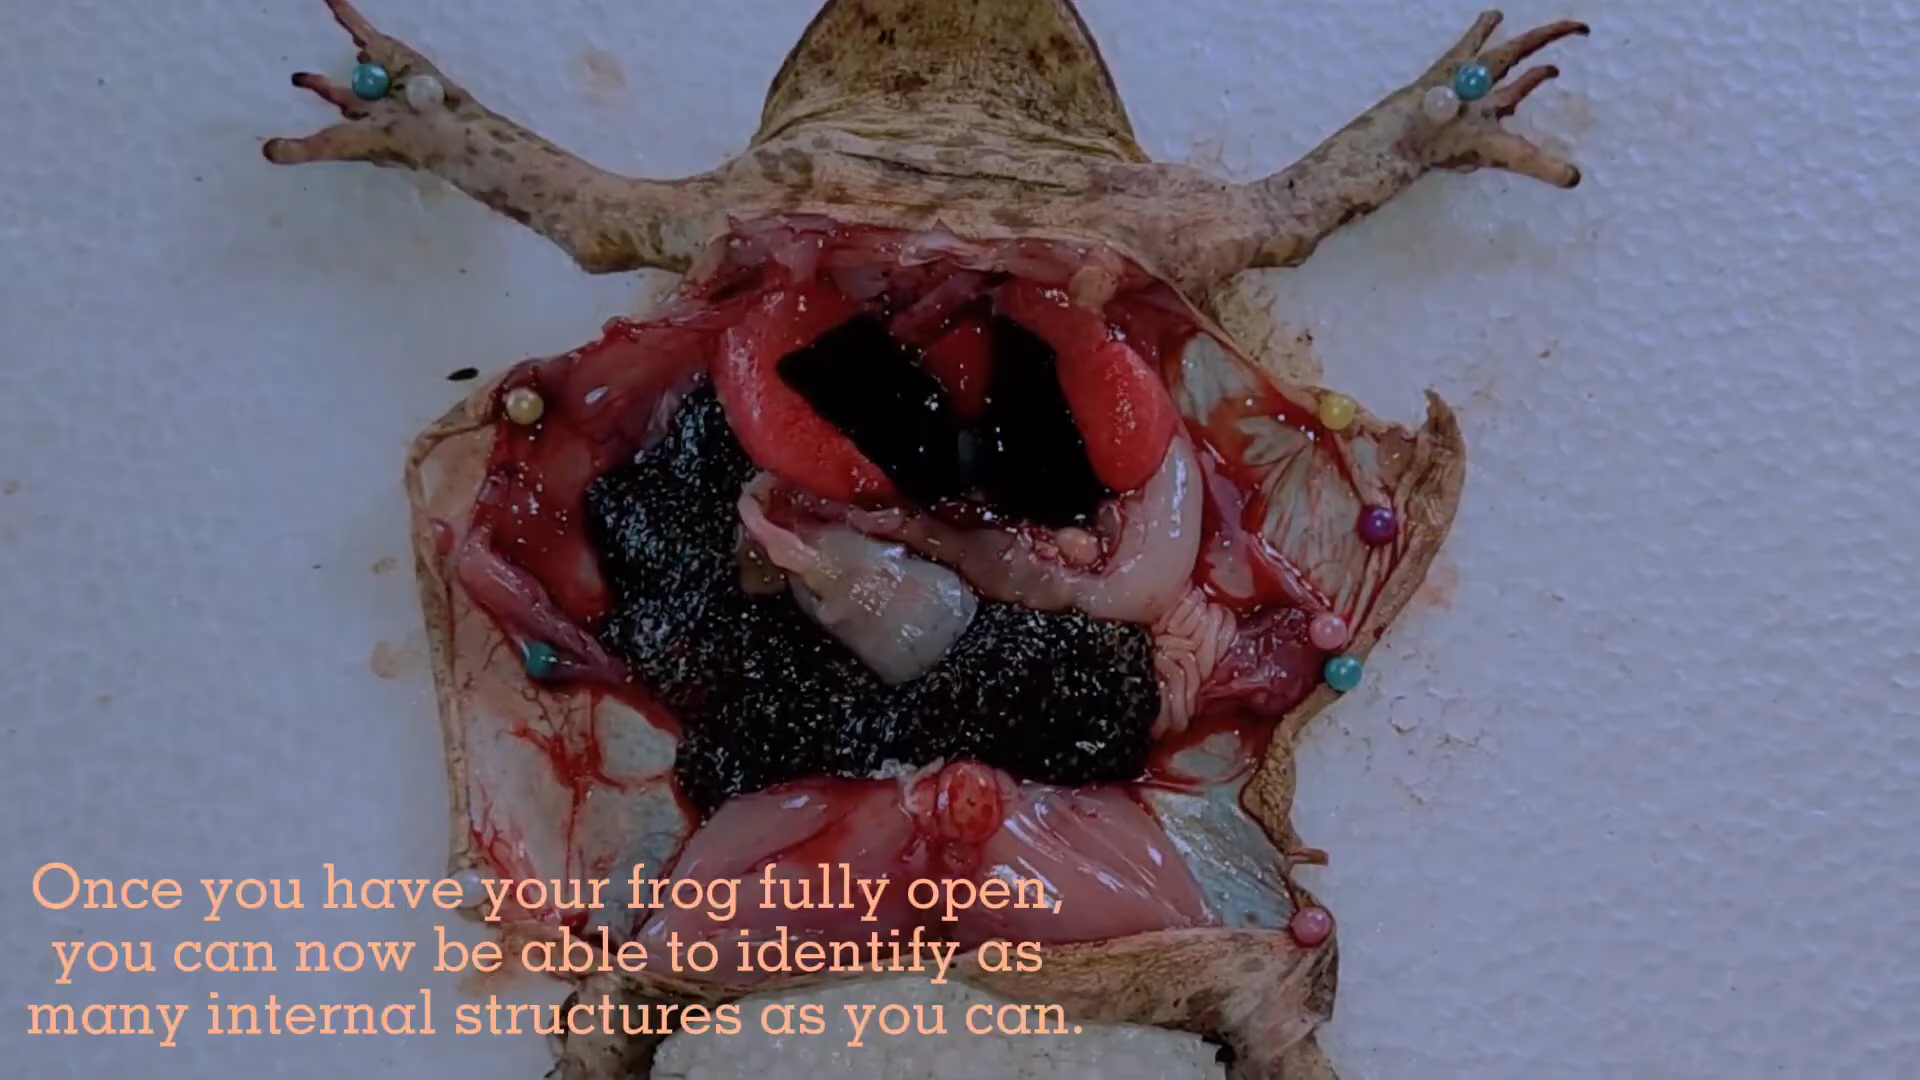 Once you have your frog fully open,
you can now be able to identify as
many internal structures as you can.